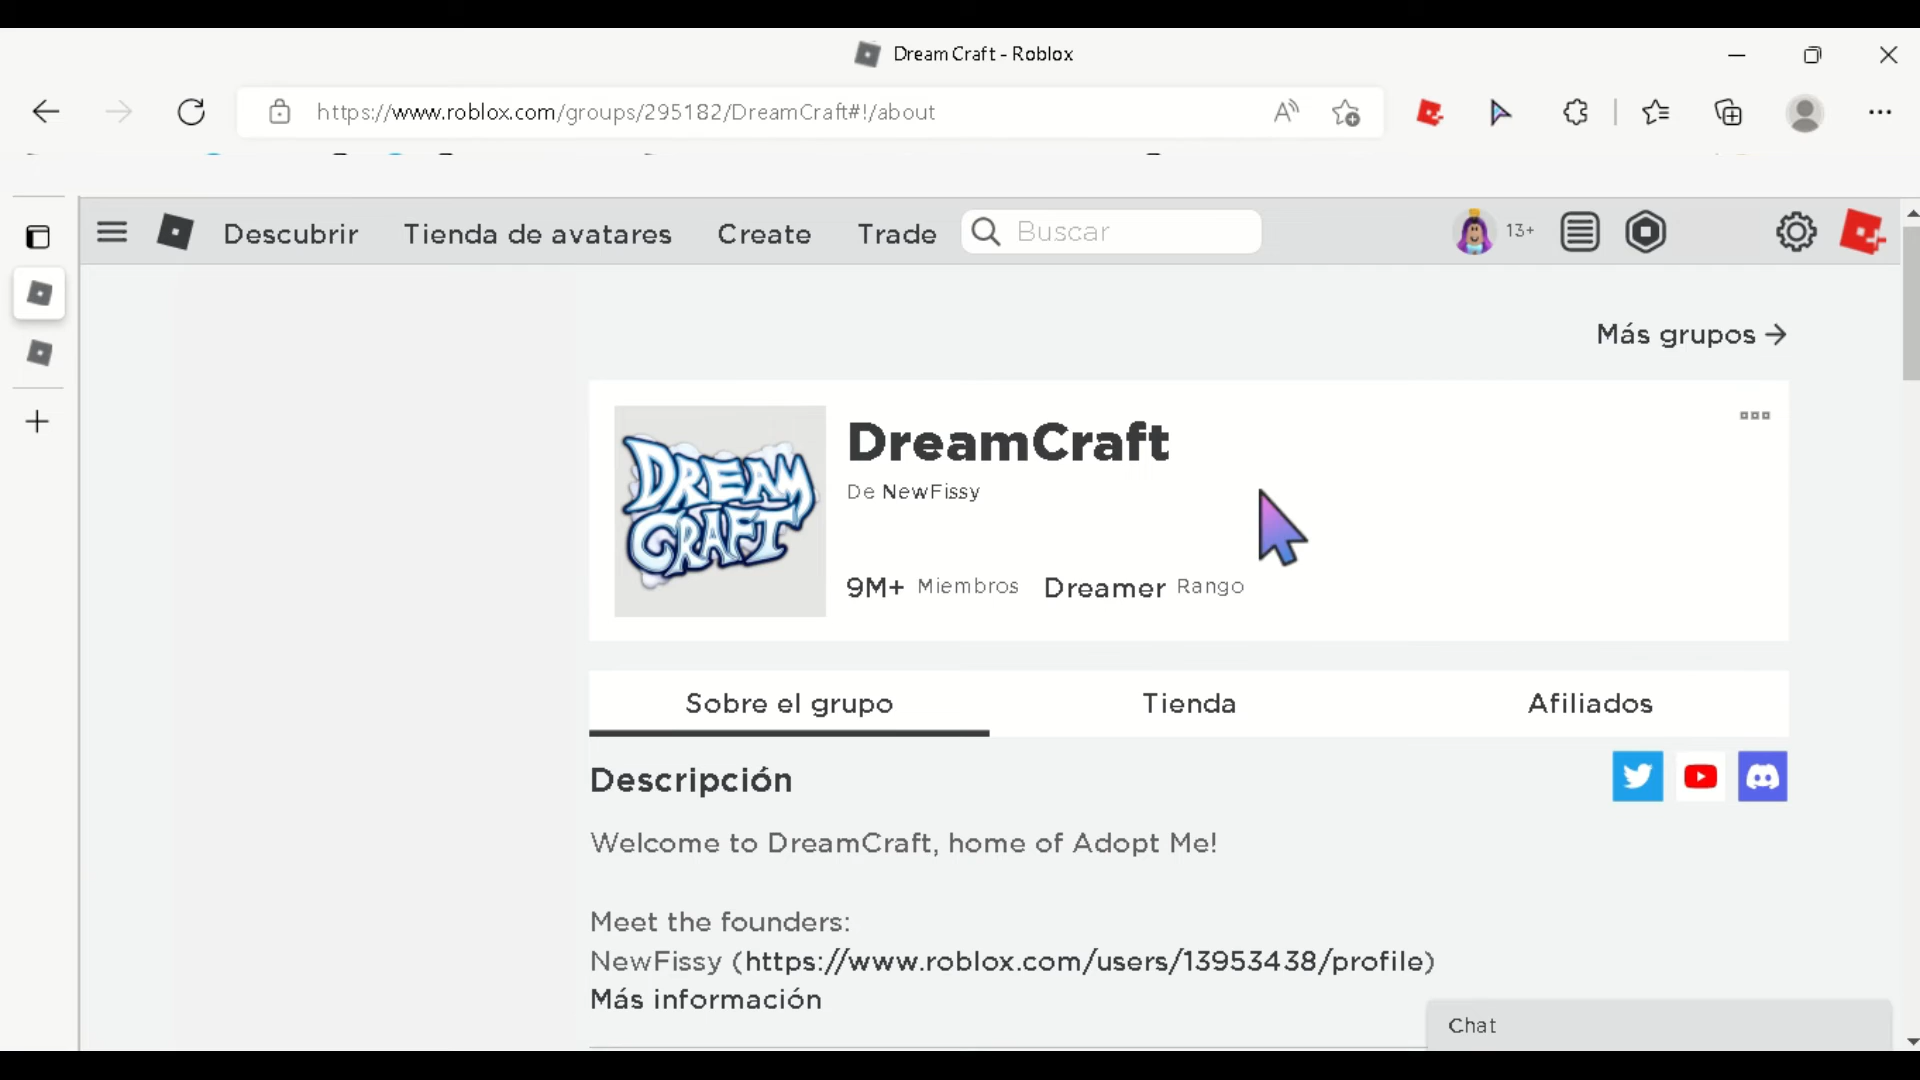 DreamCraft - Roblox
https://www.roblox.com/groups/295182/DreamCraft#!/about
Descubrir Tienda de avatares Create Trade Buscar 13+
Más grupos
DREAM
CRAFT
DreamCraft
De NewFissy
9M+ Miembros Dreamer Rango
Sobre el grupo Tienda Afiliados
Descripción
Welcome to DreamCraft, home of Adopt Me!
Meet the founders:
NewFissy (https://www.roblox.com/users/13953438/profile)
Más información
Chat